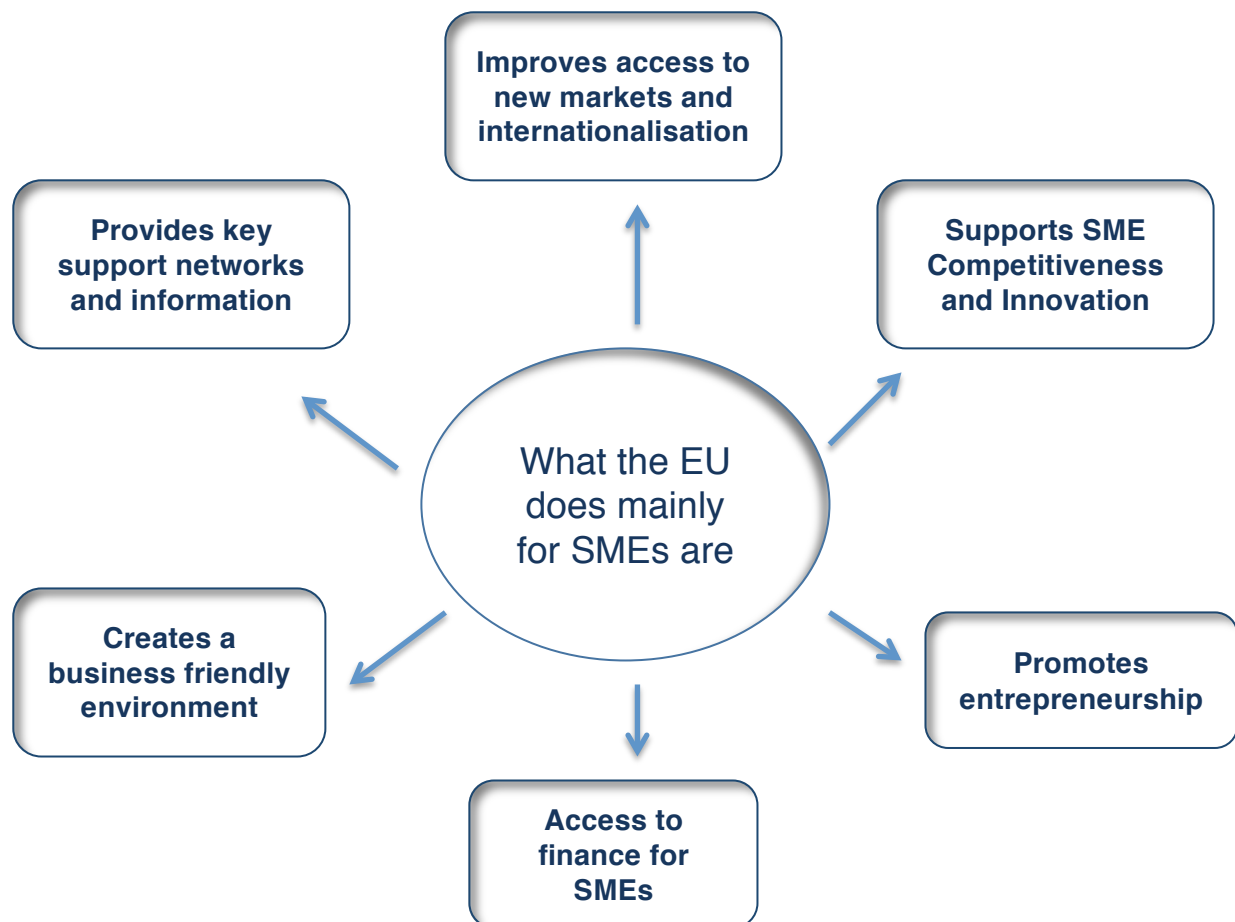 Improves access to
new markets and
internationalisation
Provides key
support networks
and information
Supports SME
Competitiveness
and Innovation
What the EU
does mainly
for SMEs are
Creates a
business friendly
environment
Promotes
entrepreneurship
Access to
finance for
SMEs